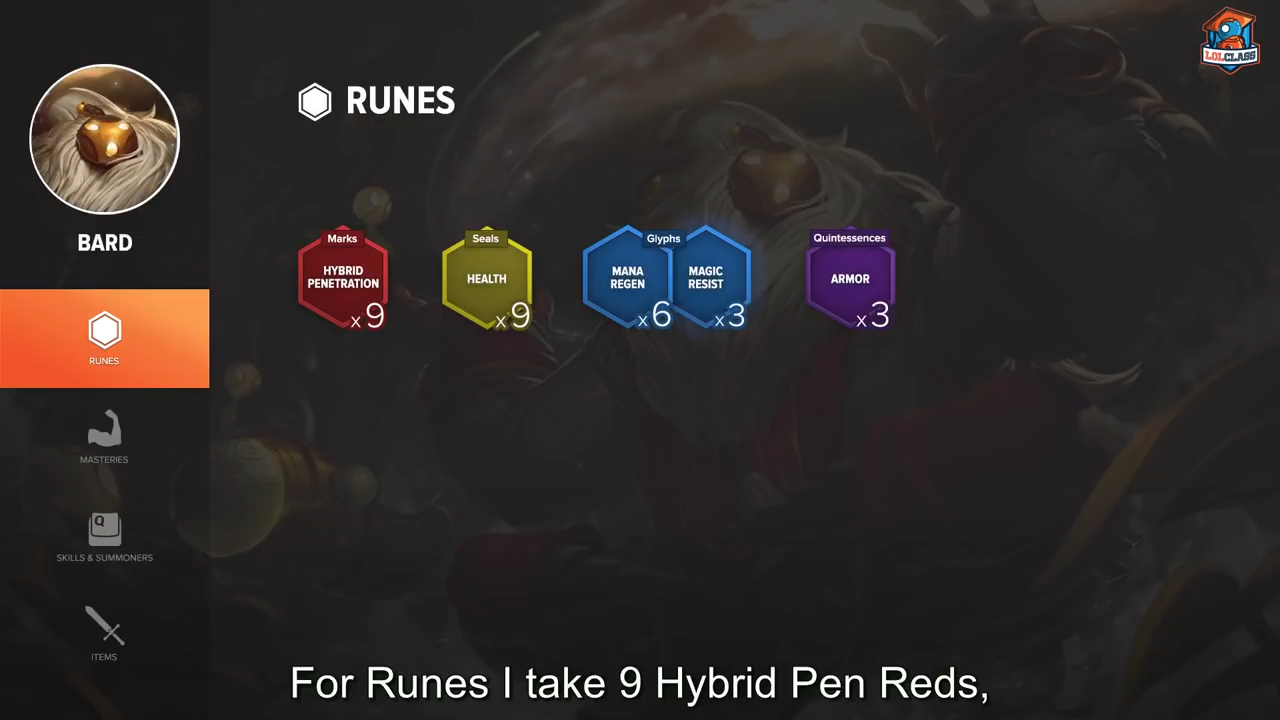 LOLCLASS
RUNES
BARD
Marks
HYBRID
PENETRATION
x9
Seals
HEALTH
x9
Glyphs
MANA
REGEN
x6
MAGIC
RESIST
x3
Quintessences
ARMOR
x3
RUNES
MASTERIES
Q
SKILLS & SUMMONERS
ITEMS
For Runes I take 9 Hybrid Pen Reds,